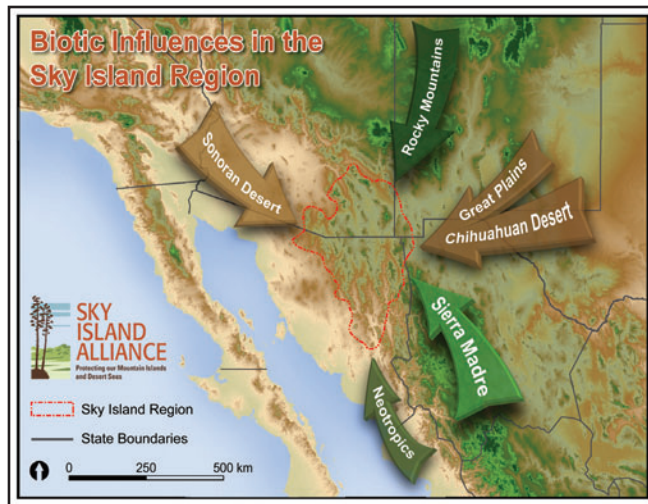 Biotic Influences in the
Sky Island Region
Rocky Mountains
Sonoran Desert
Great Plains
Chihuahuan Desert
Sierra Madre
Neotropics
SKY
ISLAND
ALLIANCE
Protecting our Mountain Islands
and Desert Seas
Sky Island Region
State Boundaries
0 250 500 km